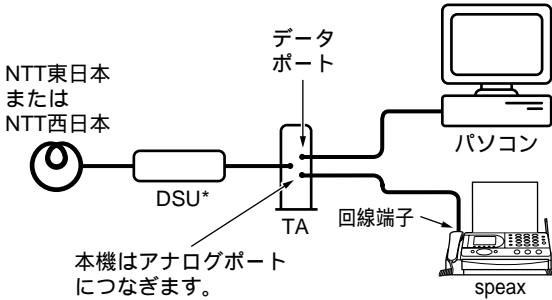 NTT東日本
または
NTT西日本
DSU*
データ
ポート
TA
パソコン
回線端子
speax
本機はアナログポート
につなぎます。